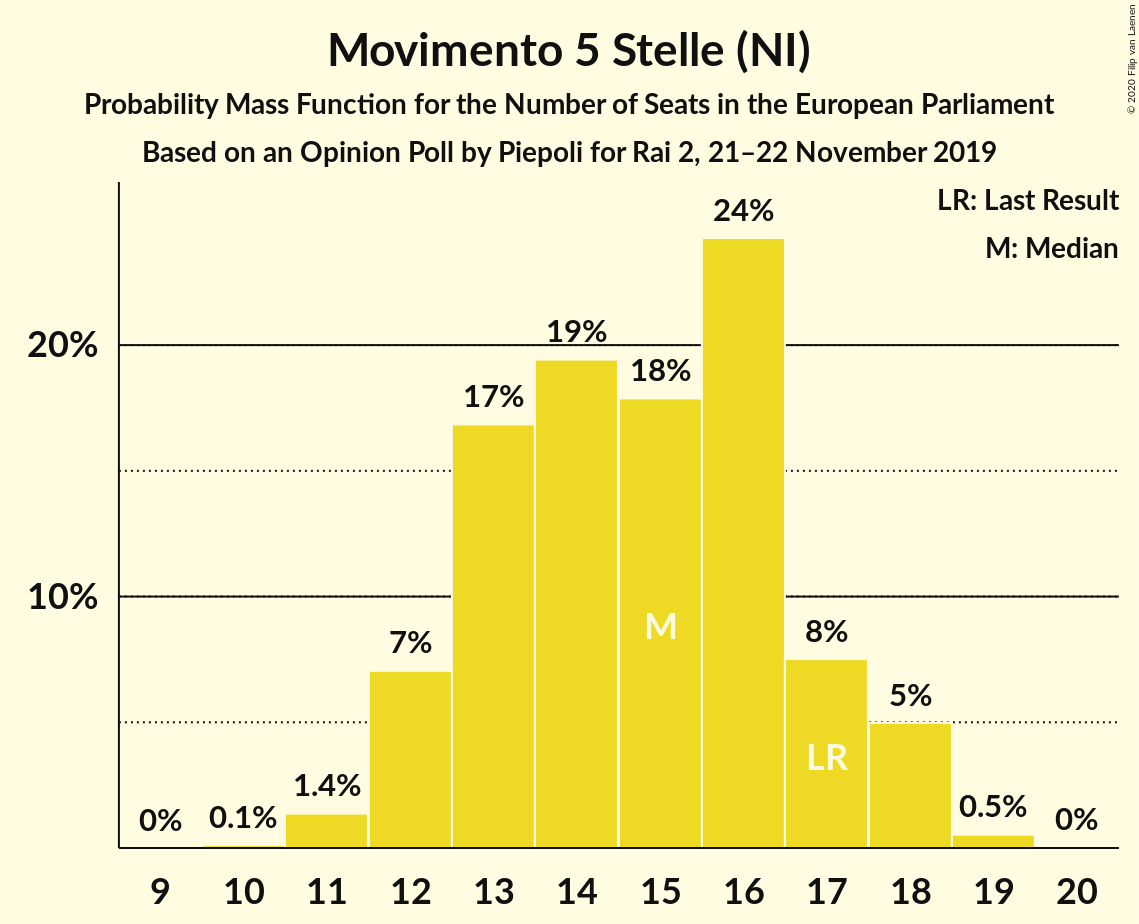 Movimento 5 Stelle (NI)
Probability Mass Function for the Number of Seats in the European Parliament
Based on an Opinion Poll by Piepoli for Rai 2, 21–22 November 2019
© 2020 Filip van Laenen
LR: Last Result
M: Median
20%
10%
0%
0.1%
1.4%
7%
17%
19%
18%
24%
8%
5%
0.5%
0%
M
LR
9 10 11 12 13 14 15 16 17 18 19 20